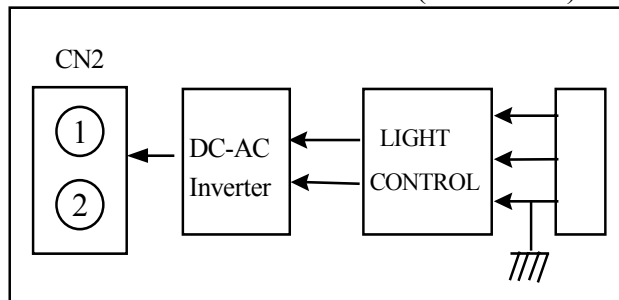 CN2
1
2
DC-AC
Inverter
LIGHT
CONTROL